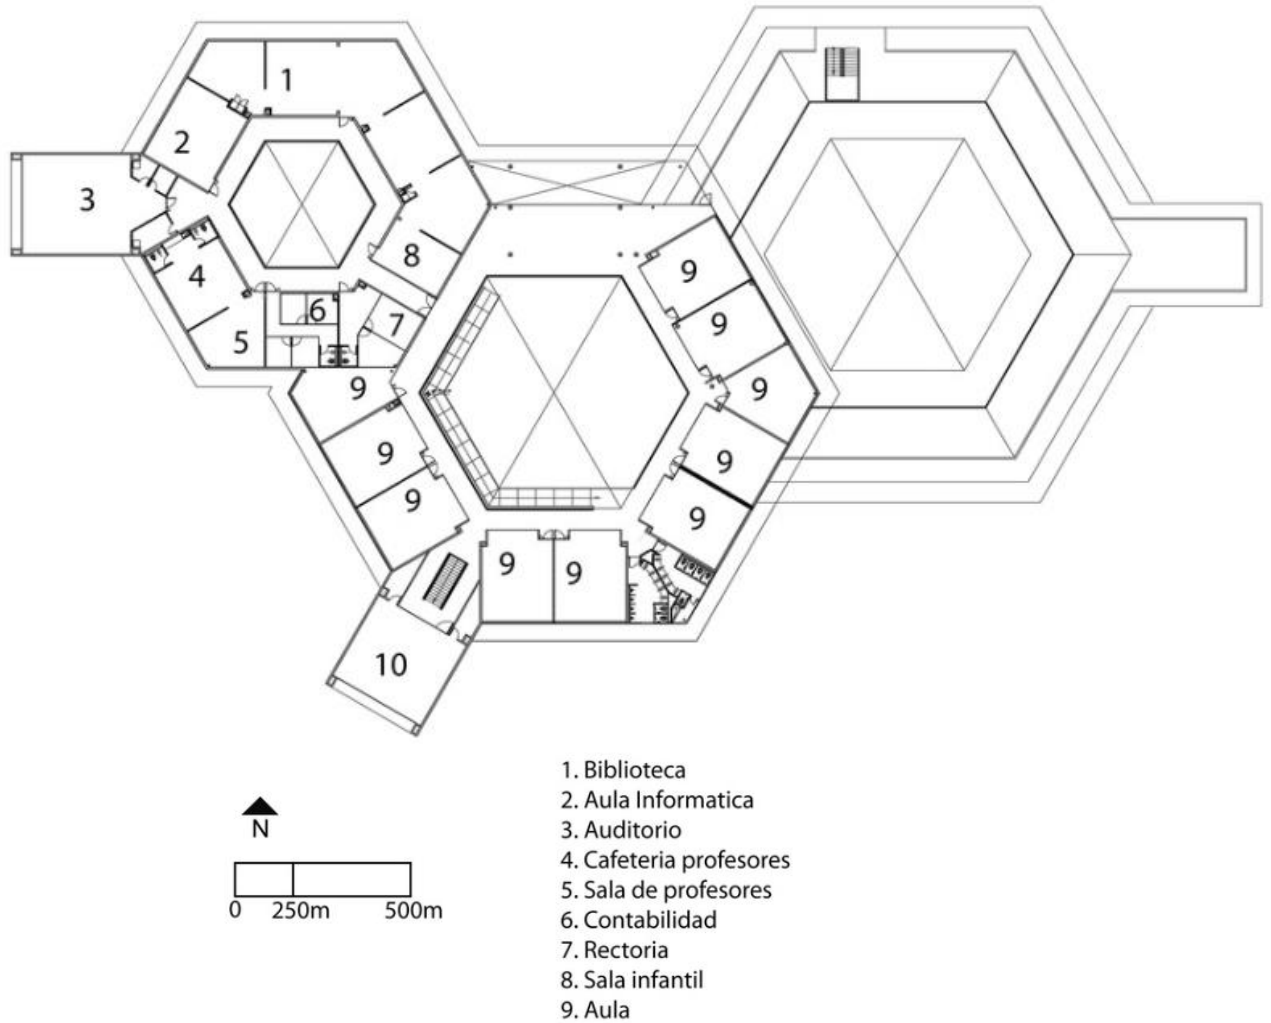 1
2
3
9
8
4
9
6
7
5
9
9
9
9
9
9
9
9
9
10
1. Biblioteca
2. Aula Informatica
3. Auditorio
4. Cafeteria profesores
5. Sala de profesores
6. Contabilidad
7. Rectoria
8. Sala infantil
9. Aula
N
0 250m 500m